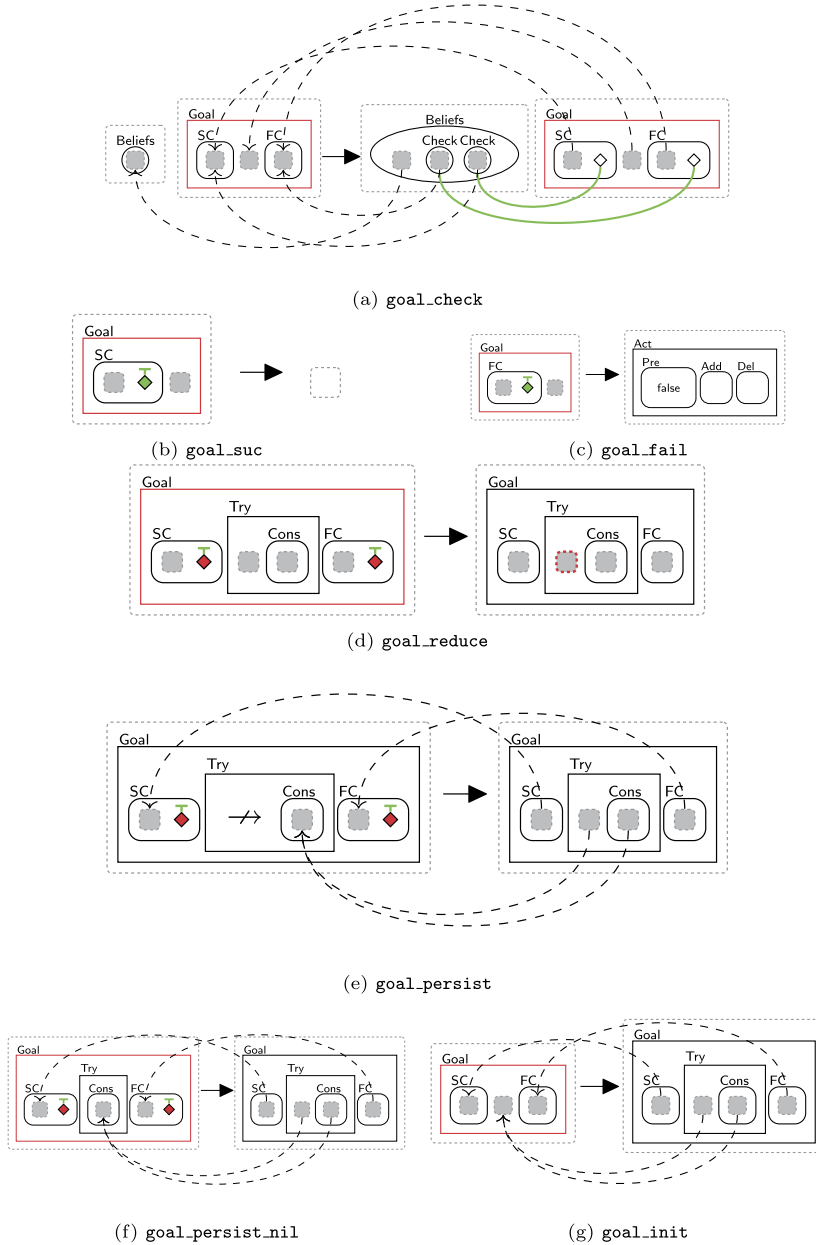 Beliefs
Goal
SC FC
Beliefs
Check Check
Goal
SC FC
(a) goal_check
Goal
SC
(b) goal_suc
Goal
FC
Act
Pre Add Del
false
(c) goal_fail
Goal
Try
SC Cons FC
Goal
Try
SC Cons FC
(d) goal_reduce
Goal
Try
SC Cons FC
Goal
Try
SC Cons FC
(e) goal_persist
Goal
Try
SC Cons FC
Goal
Try
SC Cons FC
(f) goal_persist_nil
Goal
SC FC
Goal
Try
SC Cons FC
(g) goal_init